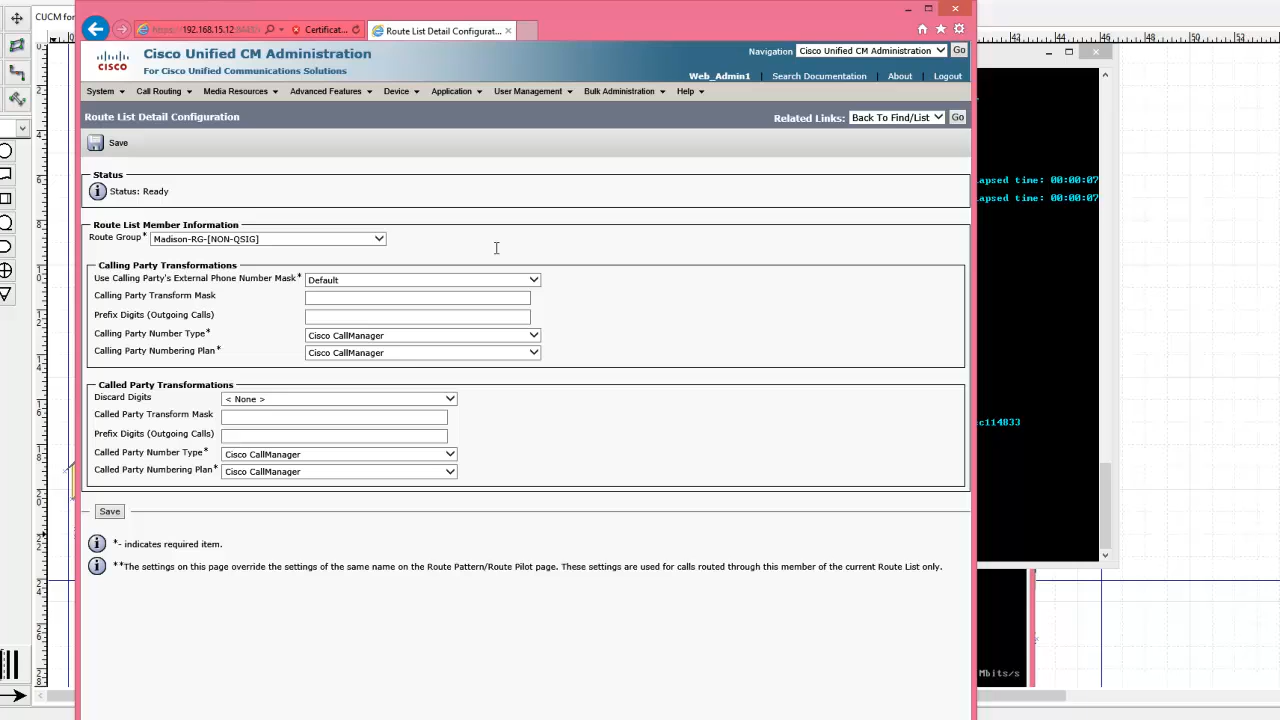 CUCM for
https://192.168.15.12:8443/
Certificat...
Route List Detail Configurat...
cisco
Cisco Unified CM Administration
For Cisco Unified Communications Solutions
Navigation Cisco Unified CM Administration Go
Web_Admin1 | Search Documentation | About | Logout
System Call Routing Media Resources Advanced Features Device Application User Management Bulk Administration Help
Route List Detail Configuration
Related Links: Back To Find/List Go
Save
Status
Status: Ready
Route List Member Information
Route Group* Madison-RG-[NON-QSIG]
Calling Party Transformations
Use Calling Party's External Phone Number Mask* Default
Calling Party Transform Mask
Prefix Digits (Outgoing Calls)
Calling Party Number Type* Cisco CallManager
Calling Party Numbering Plan* Cisco CallManager
Called Party Transformations
Discard Digits < None >
Called Party Transform Mask
Prefix Digits (Outgoing Calls)
Called Party Number Type* Cisco CallManager
Called Party Numbering Plan* Cisco CallManager
Save
*- indicates required item.
**The settings on this page override the settings of the same name on the Route Pattern/Route Pilot page. These settings are used for calls routed through this member of the current Route List only.
apsed time: 00:00:07
apsed time: 00:00:07
c114033
Mbits/s